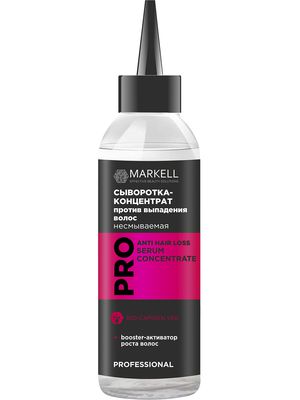 MARKELL
СЫВОРОТКА-
КОНЦЕНТРАТ
против выпадения
волос
несмываемая
PRO
ANTI HAIR LOSS
SERUM
CONCENTRATE
booster-активатор
роста волос
PROFESSIONAL